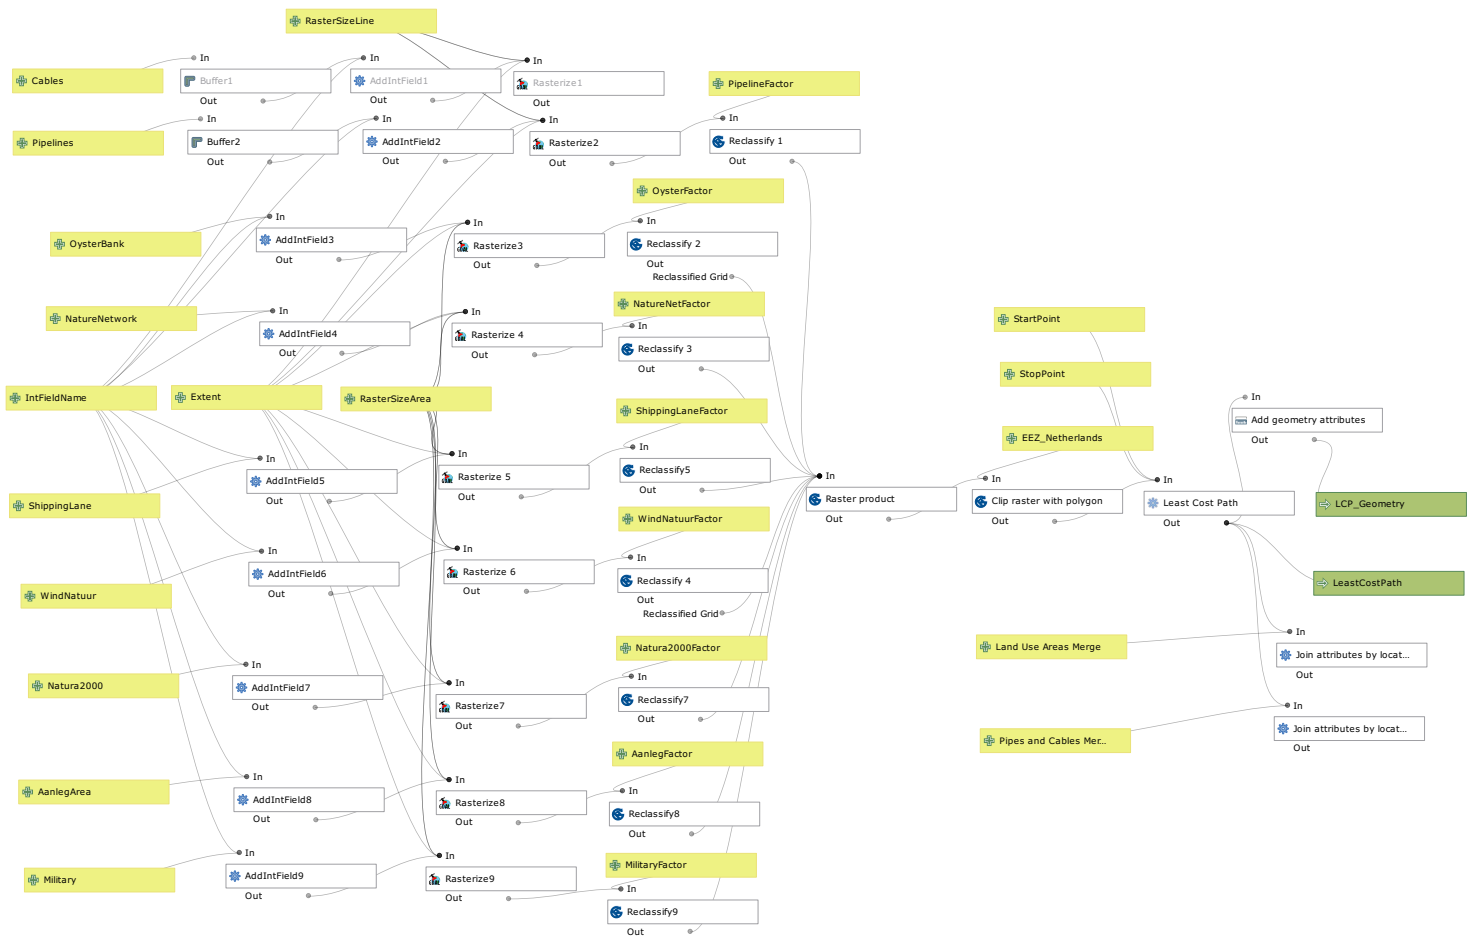 RasterSizeLine
In
In
In
Cables
Buffer1
AddIntField1
Rasterize1
PipelineFactor
Out
Out
Out
In
In
In
In
Pipelines
Buffer2
AddIntField2
Rasterize2
Reclassify 1
Out
Out
Out
Out
OysterFactor
In
In
In
OysterBank
AddIntField3
Rasterize3
Reclassify 2
Out
Out
Out
Reclassified Grid
NatureNetFactor
In
In
In
NatureNetwork
AddIntField4
Rasterize 4
Reclassify 3
Out
Out
Out
StartPoint
StopPoint
IntFieldName
Extent
RasterSizeArea
ShippingLaneFactor
In
Add geometry attributes
Out
EEZ_Netherlands
In
In
In
AddIntField5
Rasterize 5
Reclassify5
Out
Out
Out
ShippingLane
In
Raster product
Out
In
Clip raster with polygon
Out
In
Least Cost Path
Out
LCP_Geometry
WindNatuurFactor
In
In
In
AddIntField6
Rasterize 6
Reclassify 4
Out
Out
Out
Reclassified Grid
LeastCostPath
WindNatuur
Natura2000Factor
In
Land Use Areas Merge
Join attributes by locat...
Out
In
In
In
Natura2000
AddIntField7
Rasterize7
Reclassify7
Out
Out
Out
In
Pipes and Cables Mer...
Join attributes by locat...
Out
AanlegFactor
In
In
In
AanlegArea
AddIntField8
Rasterize8
Reclassify8
Out
Out
Out
MilitaryFactor
In
In
In
Military
AddIntField9
Rasterize9
Reclassify9
Out
Out
Out